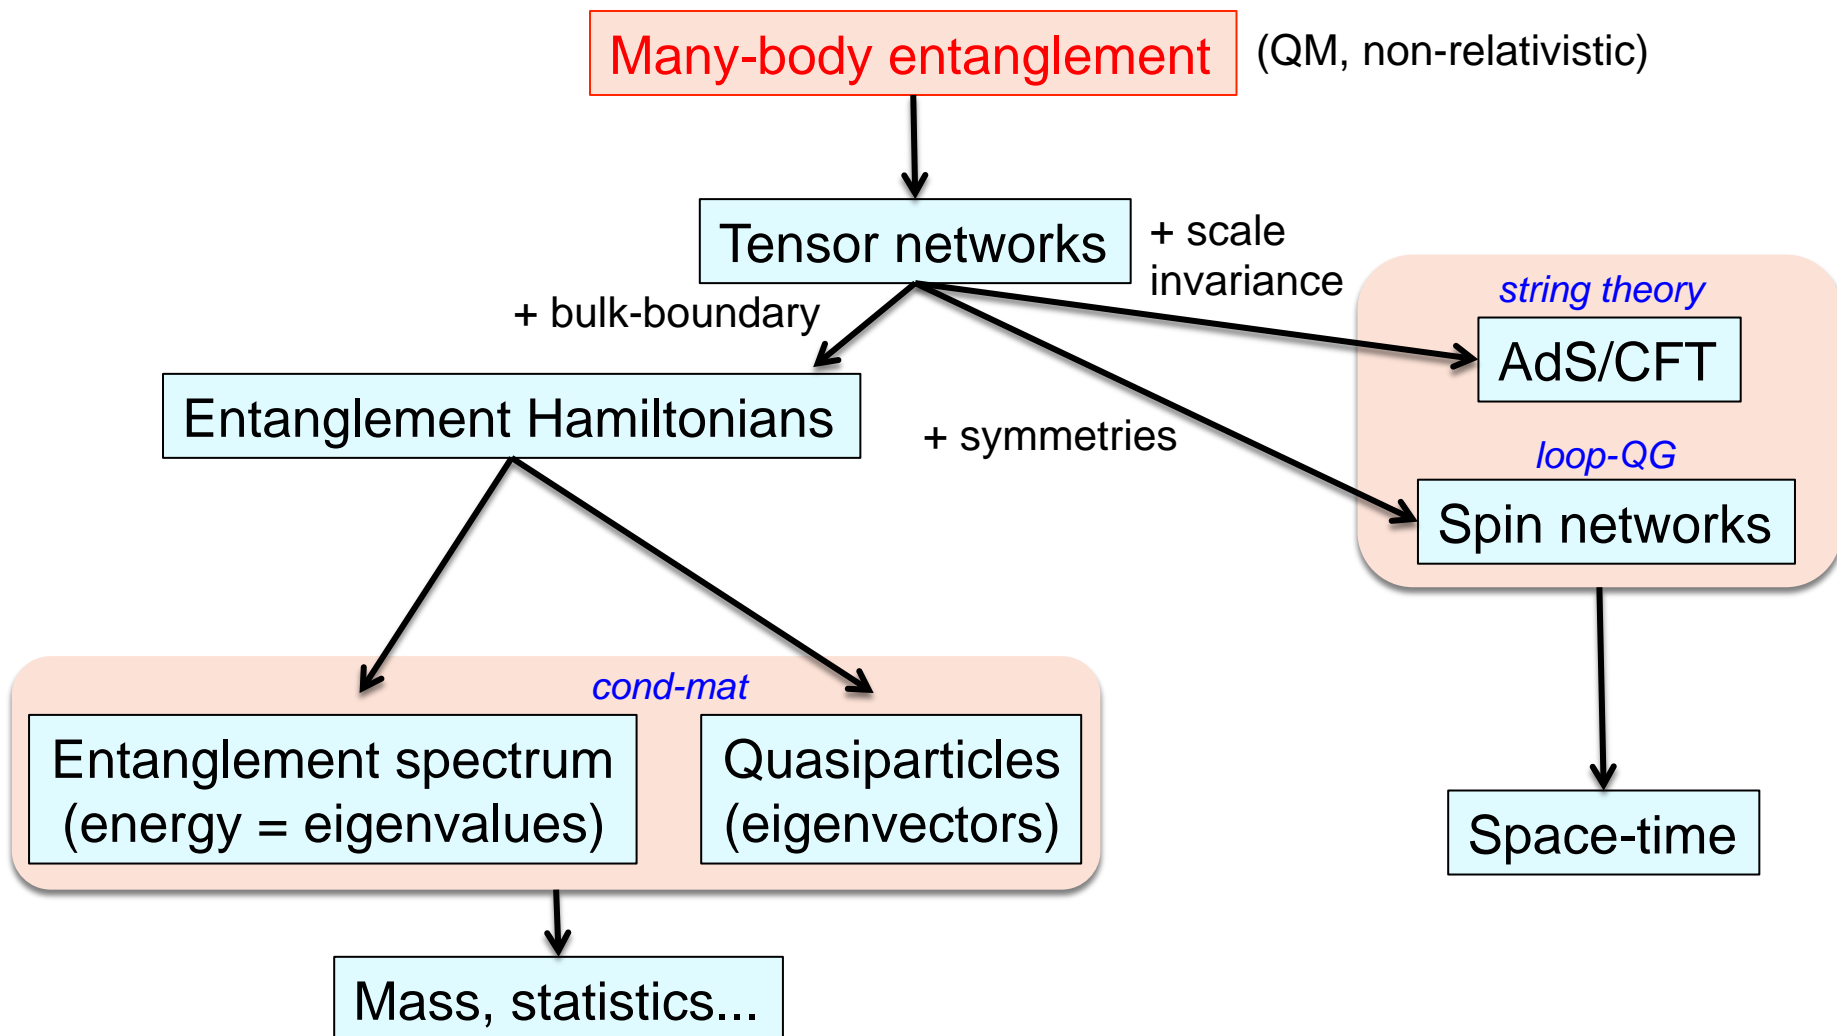 Many-body entanglement
(QM, non-relativistic)
Tensor networks
+ scale
invariance
+ bulk-boundary
string theory
AdS/CFT
Entanglement Hamiltonians
+ symmetries
loop-QG
Spin networks
cond-mat
Entanglement spectrum
(energy = eigenvalues)
Quasiparticles
(eigenvectors)
Space-time
Mass, statistics...